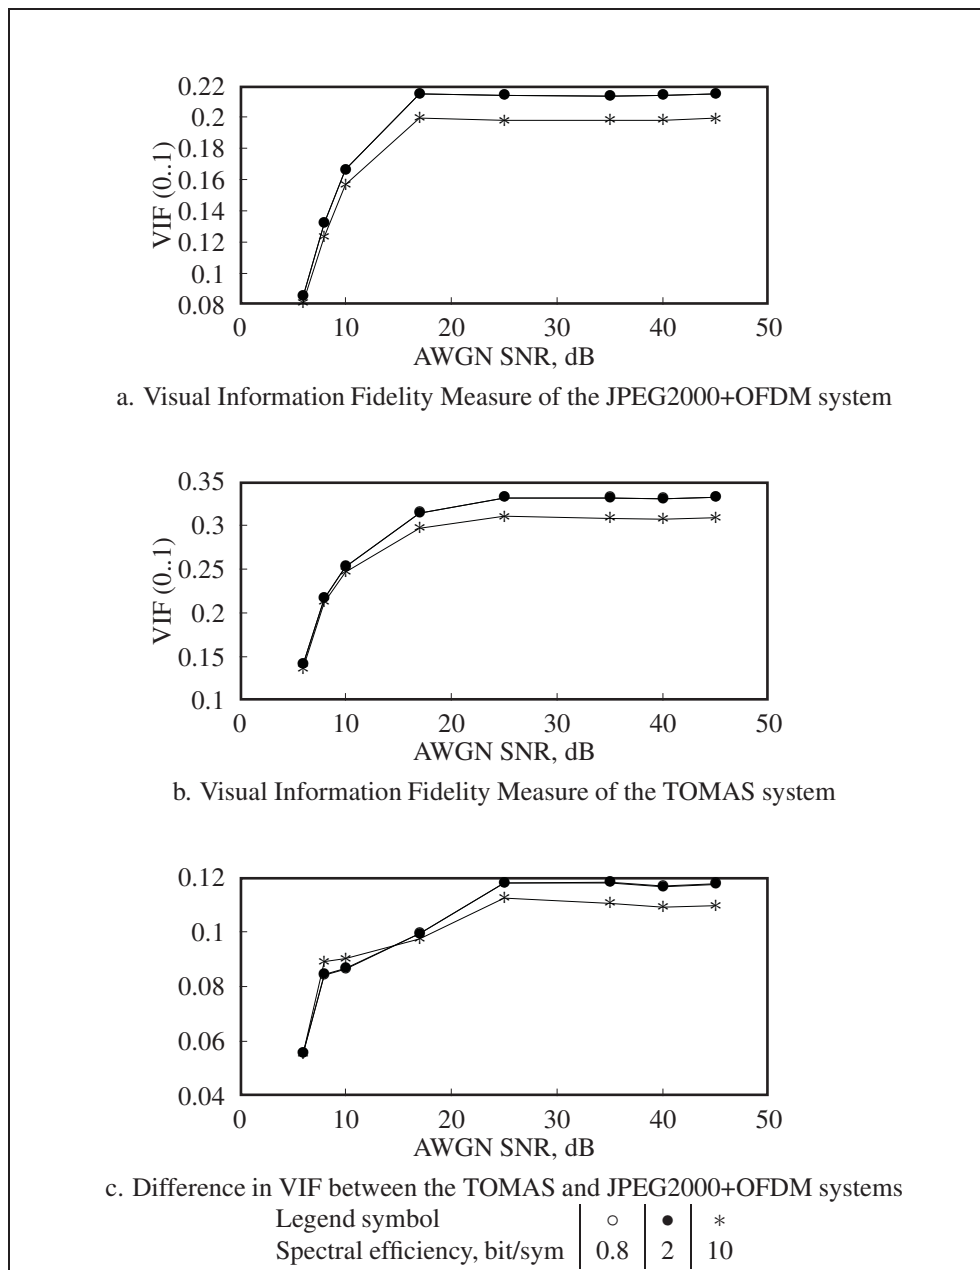 0.22
0.2
0.18
0.16
0.14
0.12
0.1
0.08
VIF (0..1)
0 10 20 30 40 50
AWGN SNR, dB
a. Visual Information Fidelity Measure of the JPEG2000+OFDM system
0.35
0.3
0.25
0.2
0.15
0.1
VIF (0..1)
0 10 20 30 40 50
AWGN SNR, dB
b. Visual Information Fidelity Measure of the TOMAS system
0.12
0.1
0.08
0.06
0.04
0 10 20 30 40 50
AWGN SNR, dB
c. Difference in VIF between the TOMAS and JPEG2000+OFDM systems
Legend symbol ○ ● *
Spectral efficiency, bit/sym 0.8 2 10